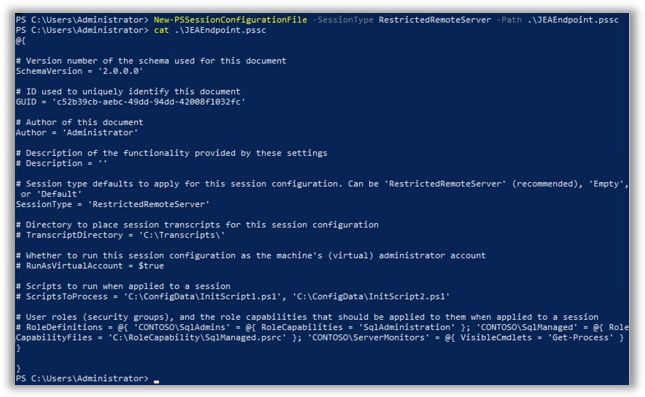 PS C:\Users\Administrator> New-PSSessionConfigurationFile -SessionType RestrictedRemoteServer -Path .\JEAEndpoint.pssc
PS C:\Users\Administrator> cat .\JEAEndpoint.pssc
@{
# Version number of the schema used for this document
SchemaVersion = '2.0.0.0'
# ID used to uniquely identify this document
GUID = 'c52b39cb-aebc-49dd-94dd-42008f1032fc'
# Author of this document
Author = 'Administrator'
# Description of the functionality provided by these settings
# Description = ''
# Session type defaults to apply for this session configuration. Can be 'RestrictedRemoteServer' (recommended), 'Empty',
or 'Default'
SessionType = 'RestrictedRemoteServer'
# Directory to place session transcripts for this session configuration
# TranscriptDirectory = 'C:\Transcripts\'
# Whether to run this session configuration as the machine's (virtual) administrator account
# RunAsVirtualAccount = $true
# Scripts to run when applied to a session
# ScriptsToProcess = 'C:\ConfigData\InitScript1.ps1', 'C:\ConfigData\InitScript2.ps1'
# User roles (security groups), and the role capabilities that should be applied to them when applied to a session
# RoleDefinitions = @{ 'CONTOSO\SqlAdmins' = @{ RoleCapabilities = 'SqlAdministration' }; 'CONTOSO\SqlManaged' = @{ Role
CapabilityFiles = 'C:\RoleCapability\SqlManaged.psrc' }; 'CONTOSO\ServerMonitors' = @{ VisibleCmdlets = 'Get-Process' }
}
}
PS C:\Users\Administrator> _